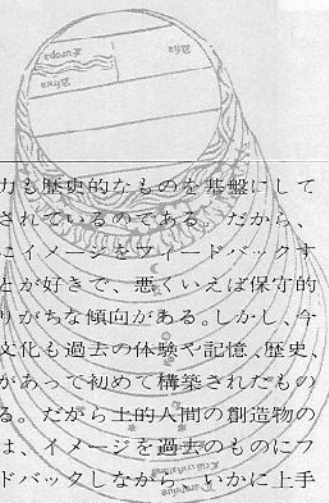 力も歴史的なものを基盤にして
されているのである。だから、
にイメージをフィードバックす
とが好きで、悪くいえば保守的
りがちな傾向がある。しかし、今
文化も過去の体験や記憶、歴史、
があって初めて構築されたもの
る。だから土的人間の創造物の
は、イメージを過去のものにフ
ドバックしながら、いかに上手